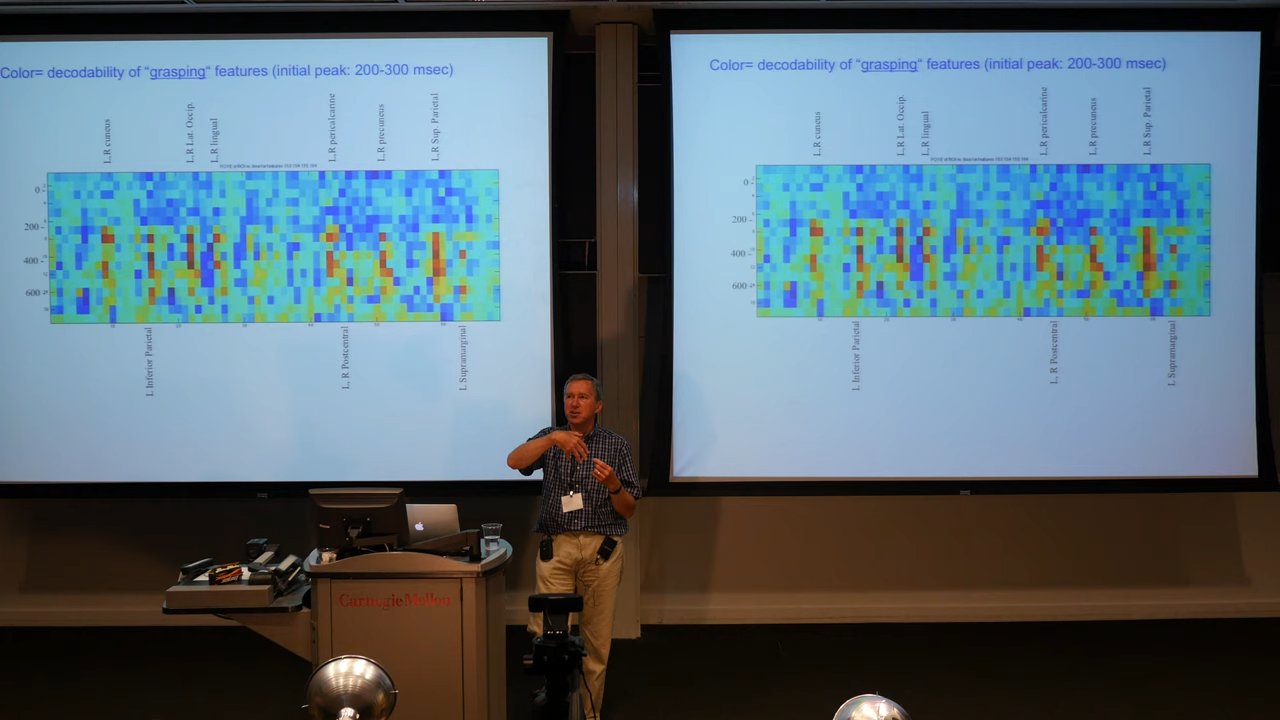 Color= decodability of “grasping“ features (initial peak: 200-300 msec)
L,R cuneus
L,R Lat. Occip.
L,R lingual
L,R pericalcarine
L,R precuneus
L,R Sup. Parietal
0
200
400
600
L Inferior Parietal
L, R Postcentral
L Supramarginal
Color= decodability of “grasping“ features (initial peak: 200-300 msec)
L,R cuneus
L,R Lat. Occip.
L,R lingual
L,R pericalcarine
L,R precuneus
L,R Sup. Parietal
0
200
400
600
L Inferior Parietal
L, R Postcentral
L Supramarginal
Carnegie Mellon